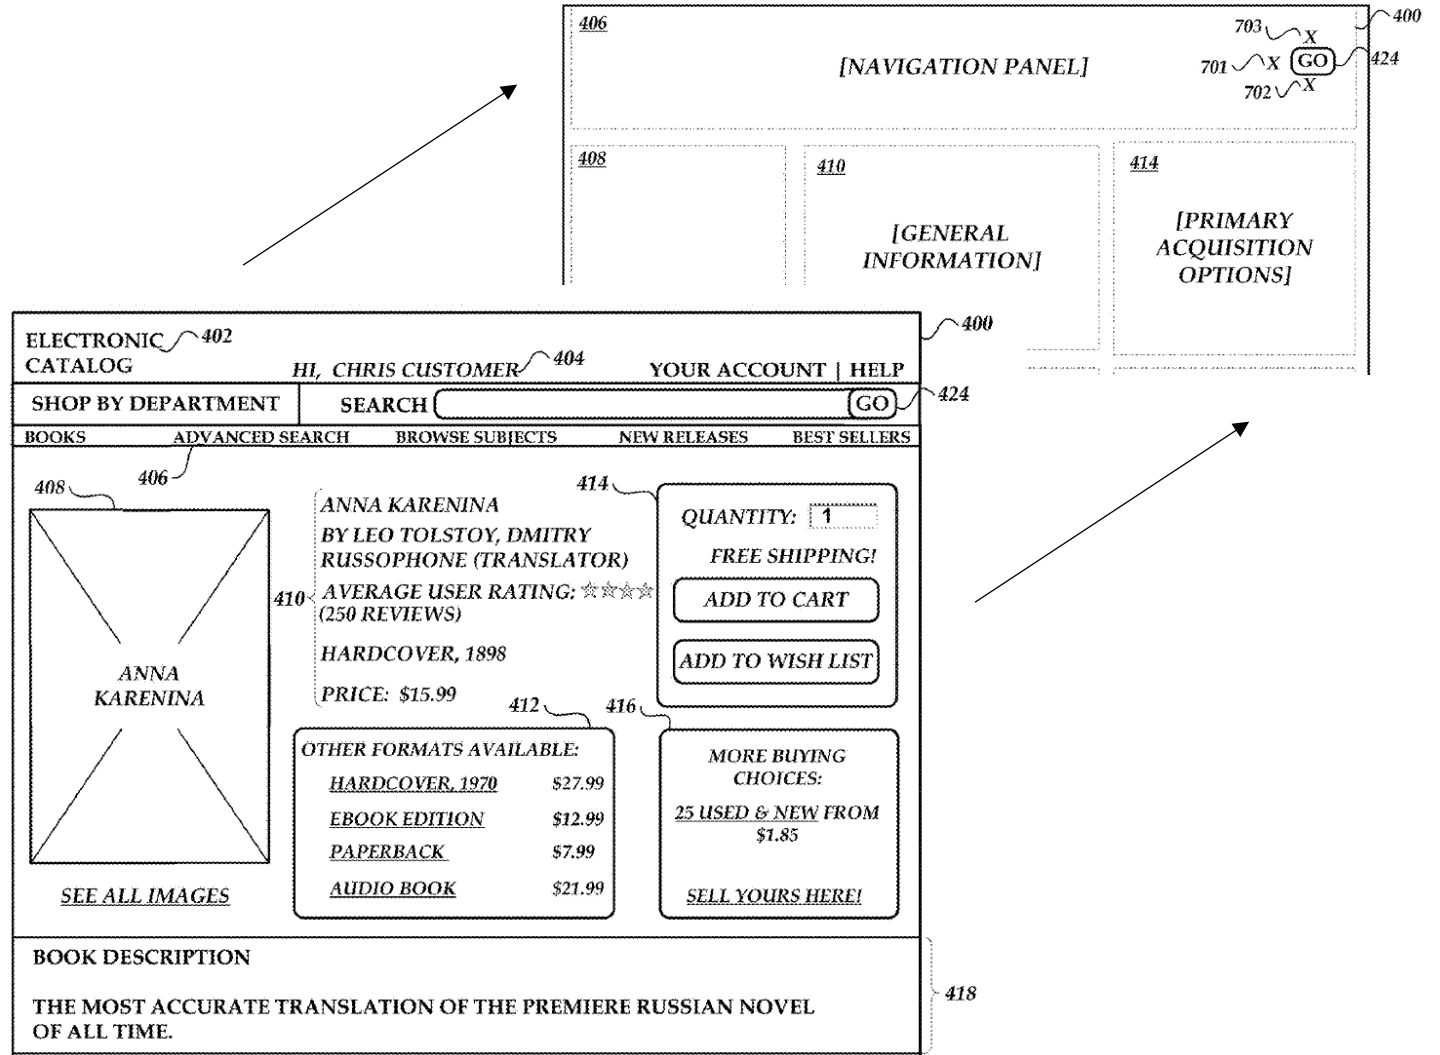 406
703
X
400
[NAVIGATION PANEL]
701
X
GO
424
702
X
408
410
414
[GENERAL
INFORMATION]
[PRIMARY
ACQUISITION
OPTIONS]
ELECTRONIC
CATALOG
402
HI, CHRIS CUSTOMER
404
YOUR ACCOUNT | HELP
400
SHOP BY DEPARTMENT
SEARCH
GO
424
BOOKS
ADVANCED SEARCH
BROWSE SUBJECTS
NEW RELEASES
BEST SELLERS
406
408
ANNA
KARENINA
SEE ALL IMAGES
410
ANNA KARENINA
BY LEO TOLSTOY, DMITRY
RUSSOPHONE (TRANSLATOR)
AVERAGE USER RATING: ☆☆☆☆
(250 REVIEWS)
HARDCOVER, 1898
PRICE: $15.99
414
QUANTITY: 1
FREE SHIPPING!
ADD TO CART
ADD TO WISH LIST
412
OTHER FORMATS AVAILABLE:
HARDCOVER, 1970 $27.99
EBOOK EDITION $12.99
PAPERBACK $7.99
AUDIO BOOK $21.99
416
MORE BUYING
CHOICES:
25 USED & NEW FROM
$1.85
SELL YOURS HERE!
BOOK DESCRIPTION
THE MOST ACCURATE TRANSLATION OF THE PREMIERE RUSSIAN NOVEL
OF ALL TIME.
418